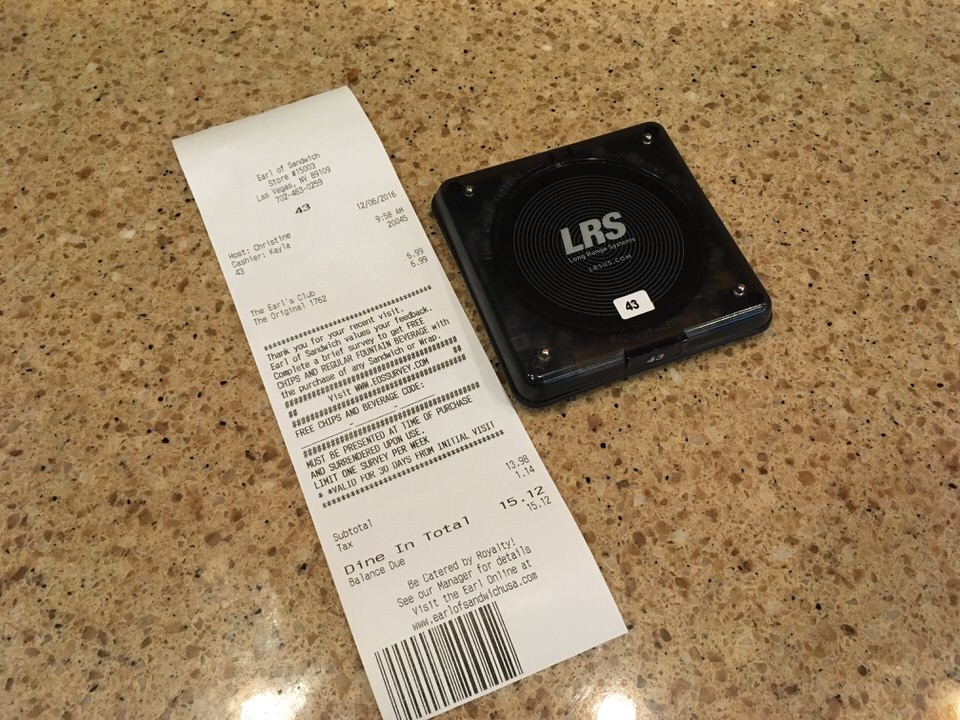 Earl of Sandwich
Store #15003
Las Vegas, NV 89109
702-463-0259
43
12/06/2016
Host: Christine 9:58 AM
Cashier: Kayla 20045
43
The Earl's Club 6.99
The Original 1762 6.99
Thank you for your recent visit.
Earl of Sandwich values your feedback.
Complete a brief survey to get FREE
CHIPS AND REGULAR FOUNTAIN BEVERAGE with
the purchase of any Sandwich or Wrap.
## Visit WWW.EOSSURVEY.COM ##
FREE CHIPS AND BEVERAGE CODE:
MUST BE PRESENTED AT TIME OF PURCHASE
AND SURRENDERED UPON USE.
LIMIT ONE SURVEY PER WEEK
* *VALID FOR 30 DAYS FROM INITIAL VISIT
Subtotal 13.98
Tax 1.14
Dine In Total 15.12
Balance Due 15.12
Be Catered by Royalty!
See our Manager for details
Visit the Earl Online at
www.earlofsandwichusa.com
LRS
Long Range Systems
LRSUS.COM
43
43